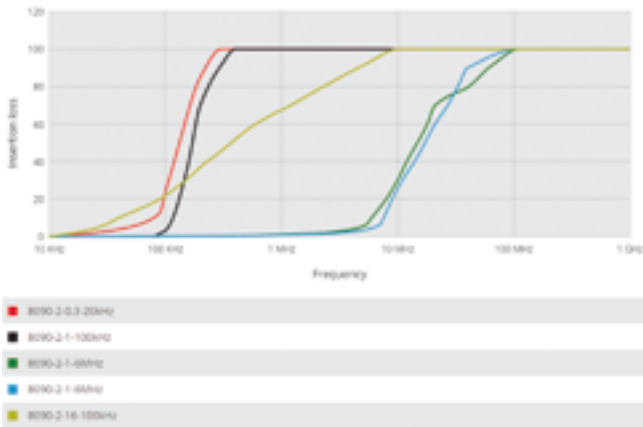 120
100
80
60
40
20
0
Insertion loss
10 KHz
100 KHz
1 MHz
10 MHz
100 MHz
1 GHz
Frequency
8090-2-0.3-20kHz
8090-2-1-100kHz
8090-2-1-6MHz
8090-2-1-6MHz
8090-2-16-100kHz